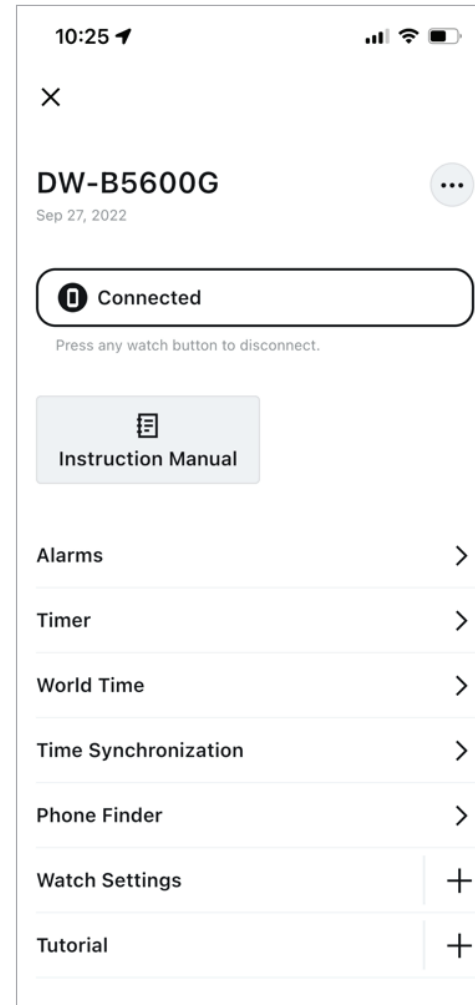 10:25
DW-B5600G
Sep 27, 2022
Connected
Press any watch button to disconnect.
Instruction Manual
Alarms
Timer
World Time
Time Synchronization
Phone Finder
Watch Settings
Tutorial